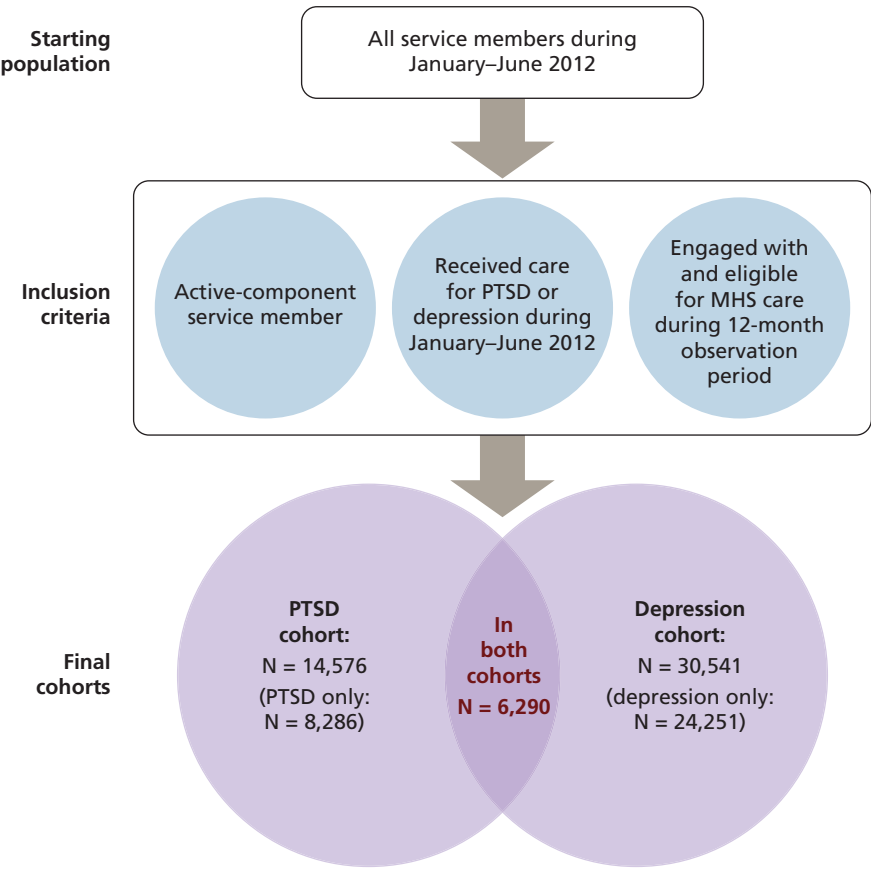 Starting
population
All service members during
January–June 2012
Inclusion
criteria
Active-component
service member
Received care
for PTSD or
depression during
January–June 2012
Engaged with
and eligible
for MHS care
during 12-month
observation
period
Final
cohorts
PTSD
cohort:
N = 14,576
(PTSD only:
N = 8,286)
In
both
cohorts
N = 6,290
Depression
cohort:
N = 30,541
(depression only:
N = 24,251)